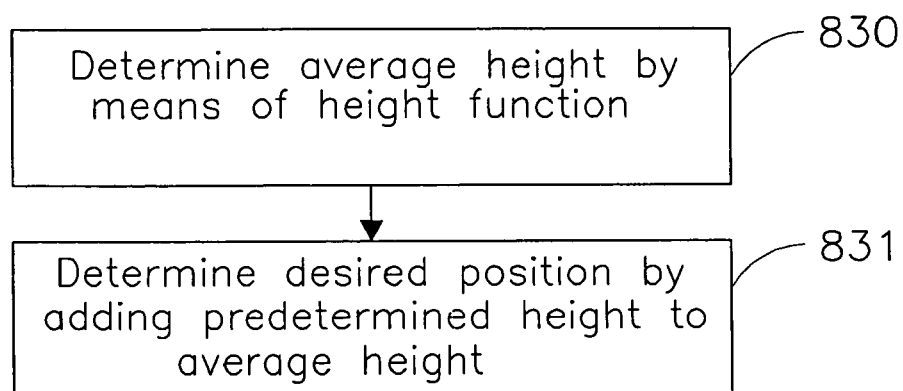 830
Determine average height by
means of height function
831
Determine desired position by
adding predetermined height to
average height